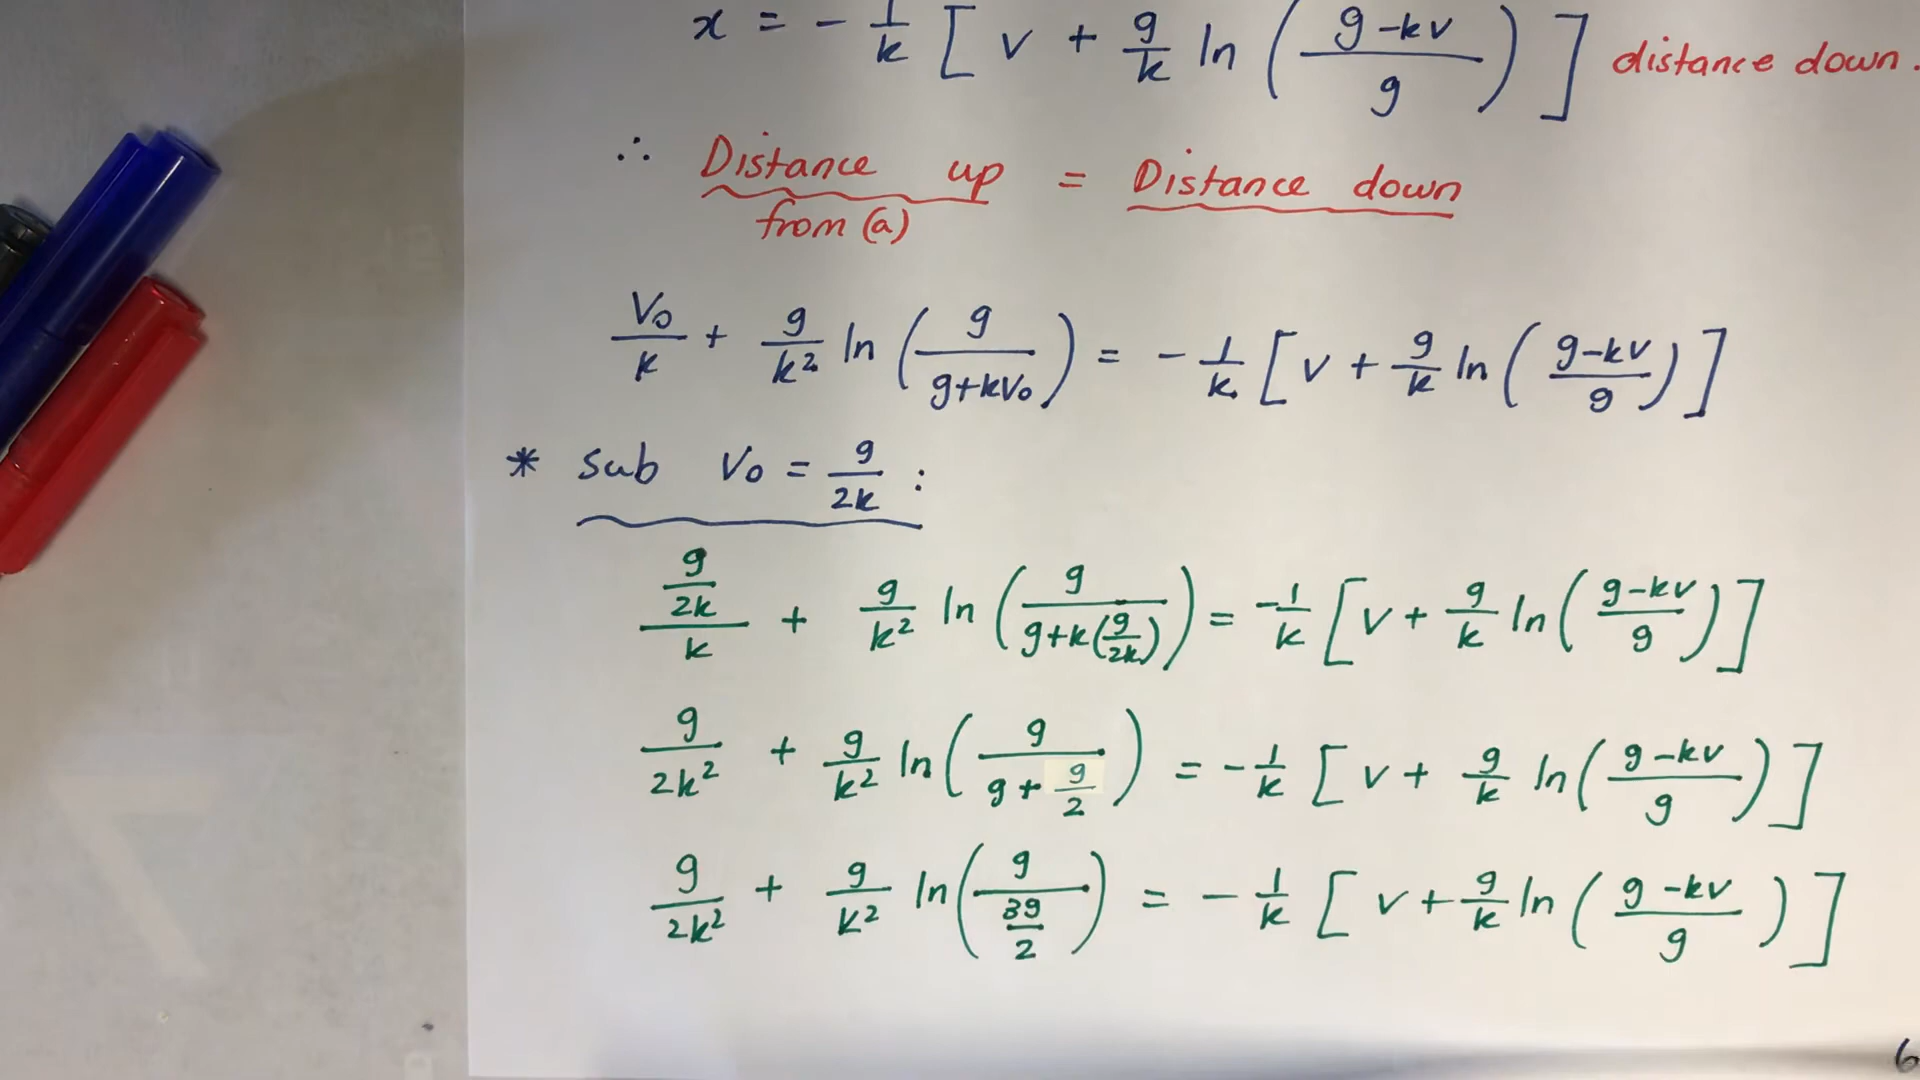 x = - 1/k [ v + g/k ln ( (g-kv)/g ) ] distance down.
∴ Distance up = Distance down
from (a)
V₀/k + g/k² ln ( g/(g+kV₀) ) = - 1/k [ v + g/k ln ( (g-kv)/g ) ]
* sub V₀ = g/2k :
(g/2k)/k + g/k² ln ( g/(g+k(g/2k)) ) = -1/k [ v + g/k ln ( (g-kv)/g ) ]
g/2k² + g/k² ln ( g/(g + g/2) ) = - 1/k [ v + g/k ln ( (g-kv)/g ) ]
g/2k² + g/k² ln ( g/(3g/2) ) = - 1/k [ v + g/k ln ( (g-kv)/g ) ]
6